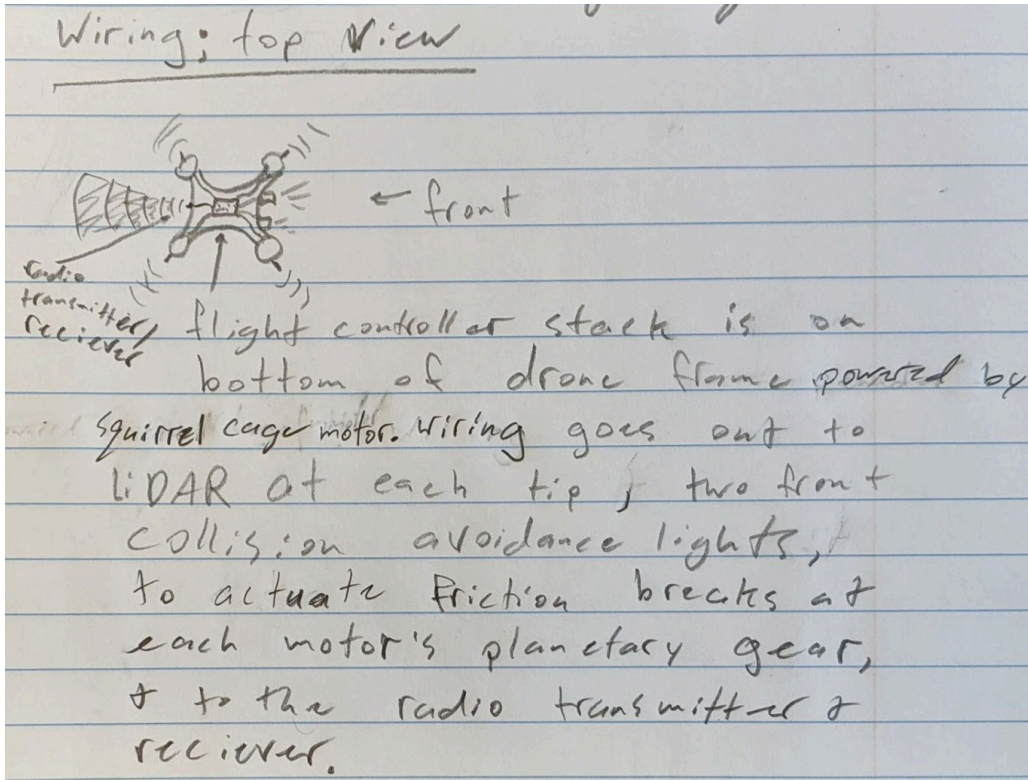 Wiring; top view
← front
radio
transmitter/
reciever
flight controller stack is on
bottom of drone frame powered by
squirrel cage motor. Wiring goes out to
LiDAR at each tip, two front
collision avoidance lights,
to actuate friction breaks at
each motor's planetary gear,
& to the radio transmitter &
reciever.